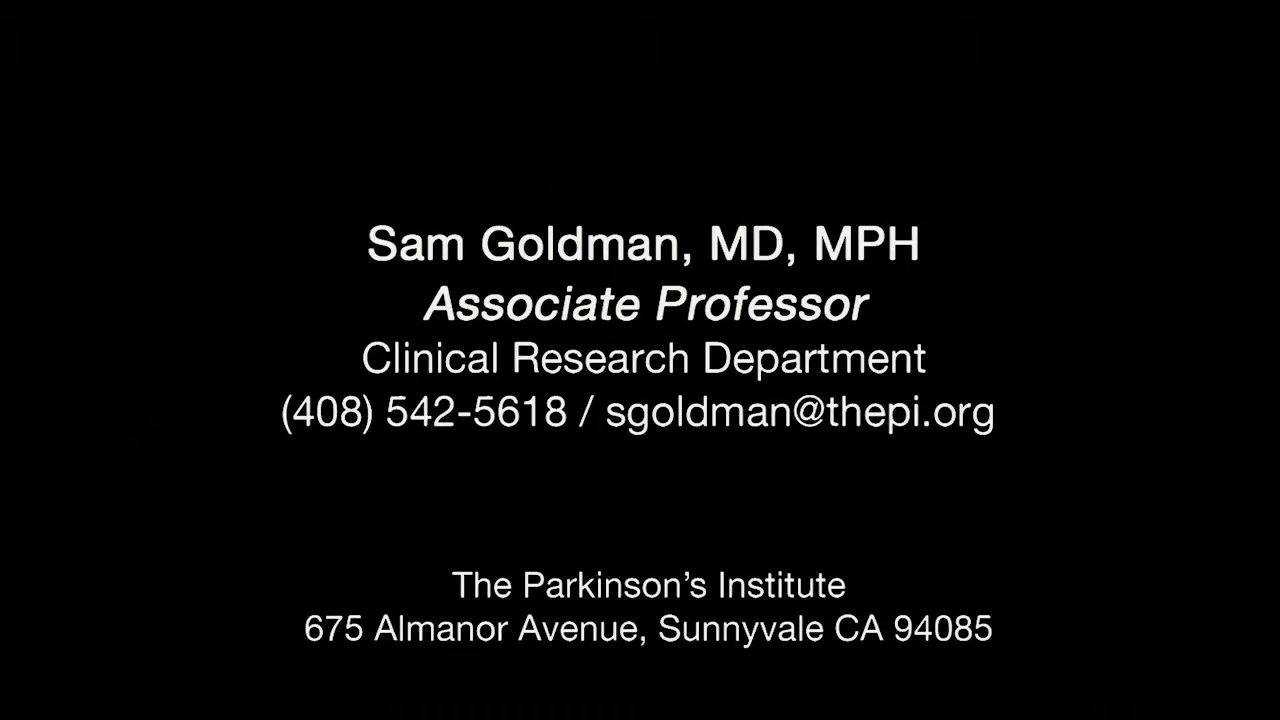 Sam Goldman, MD, MPH
Associate Professor
Clinical Research Department
(408) 542-5618 / sgoldman@thepi.org
The Parkinson’s Institute
675 Almanor Avenue, Sunnyvale CA 94085